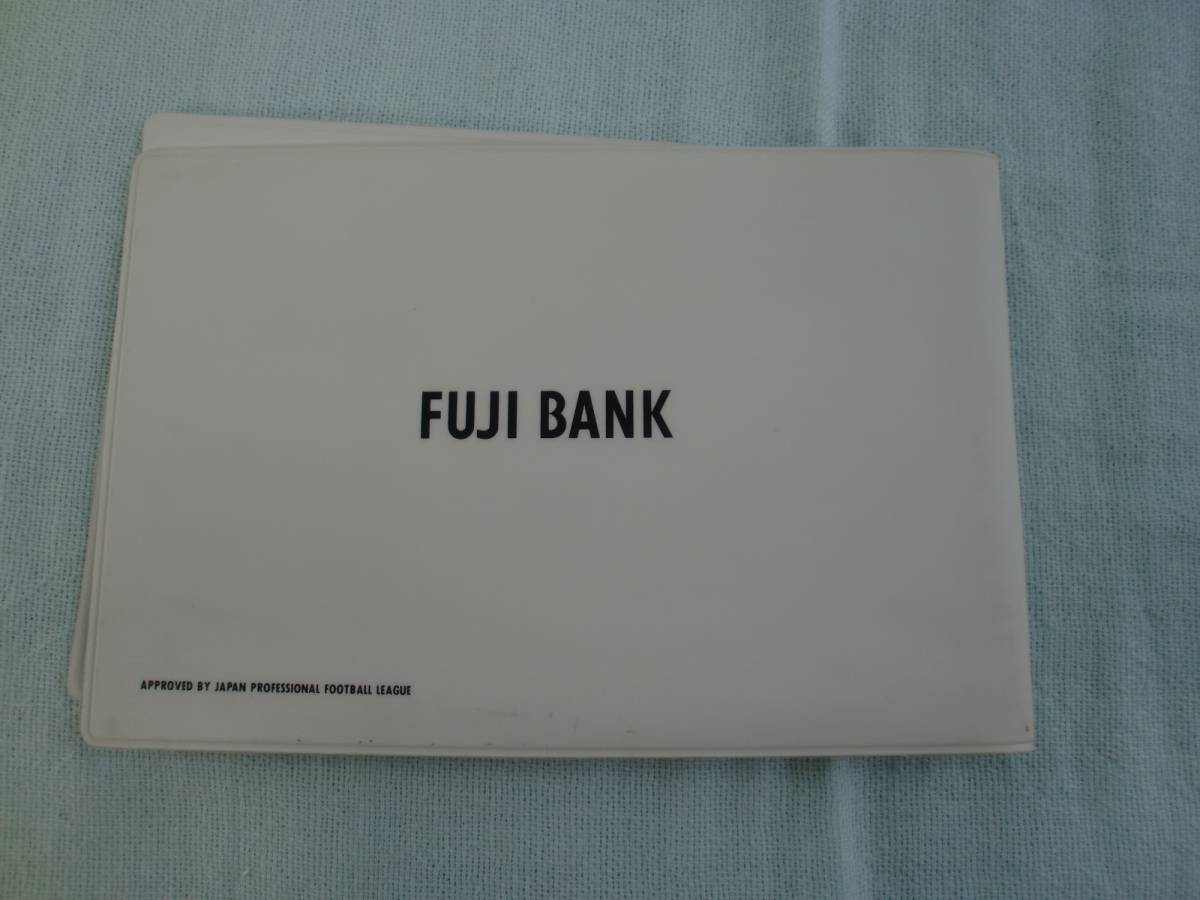 FUJI BANK
APPROVED BY JAPAN PROFESSIONAL FOOTBALL LEAGUE